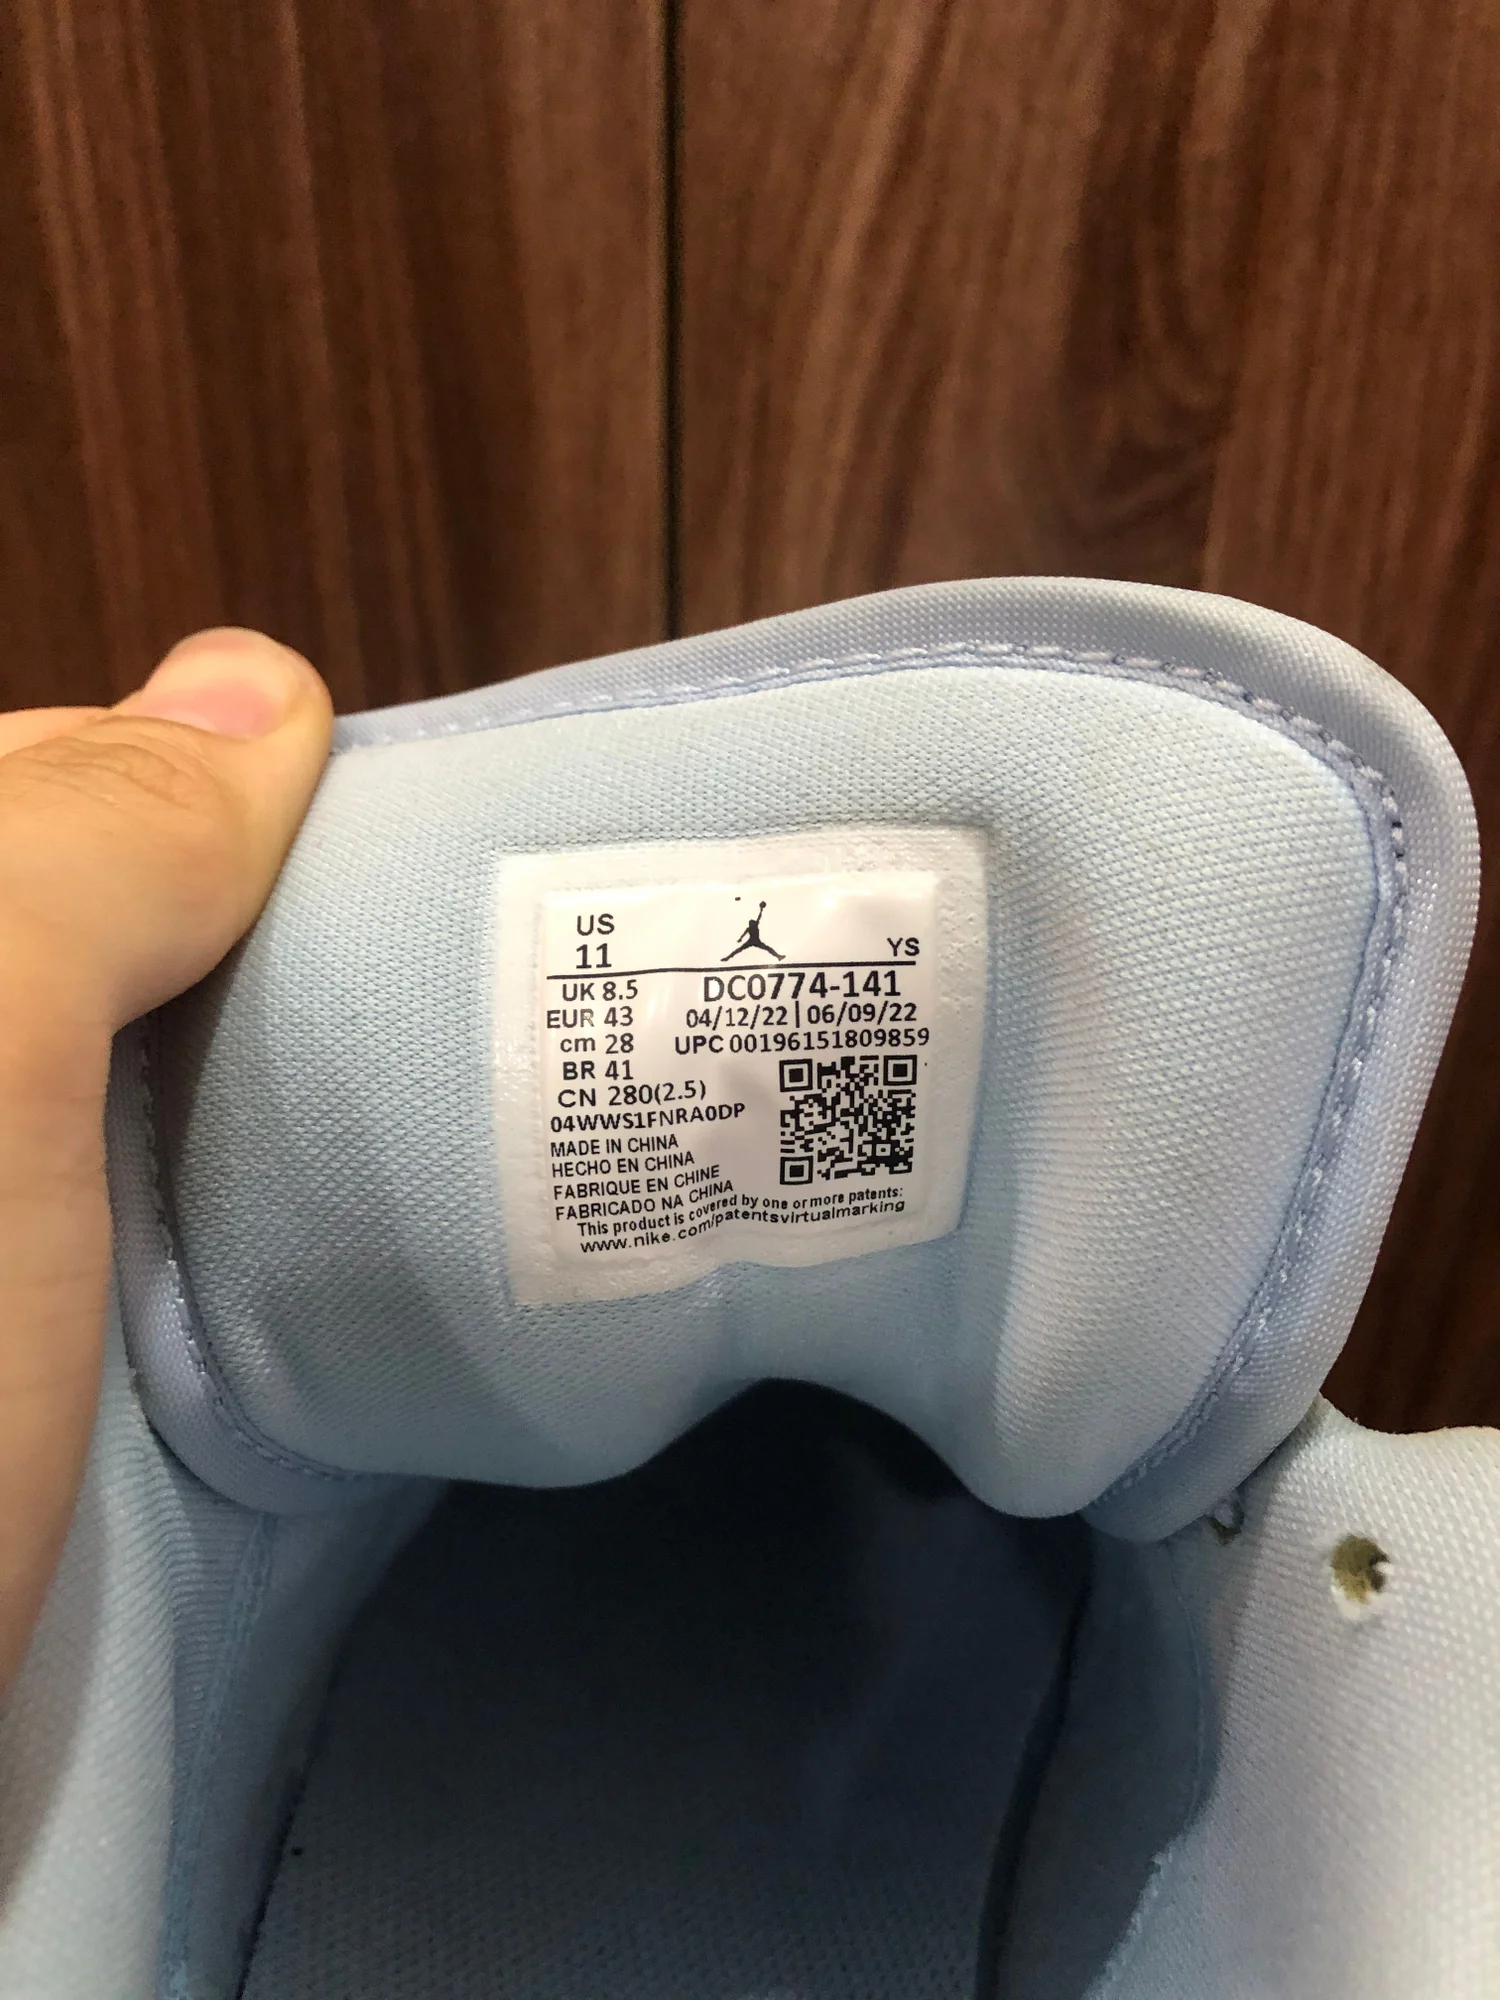 US
11 YS
UK 8.5 DC0774-141
EUR 43 04/12/22 | 06/09/22
cm 28 UPC 00196151809859
BR 41
CN 280(2.5)
04WWS1FNRA0DP
MADE IN CHINA
HECHO EN CHINA
FABRIQUE EN CHINE
FABRICADO NA CHINA
This product is covered by one or more patents:
www.nike.com/patentsvirtualmarking